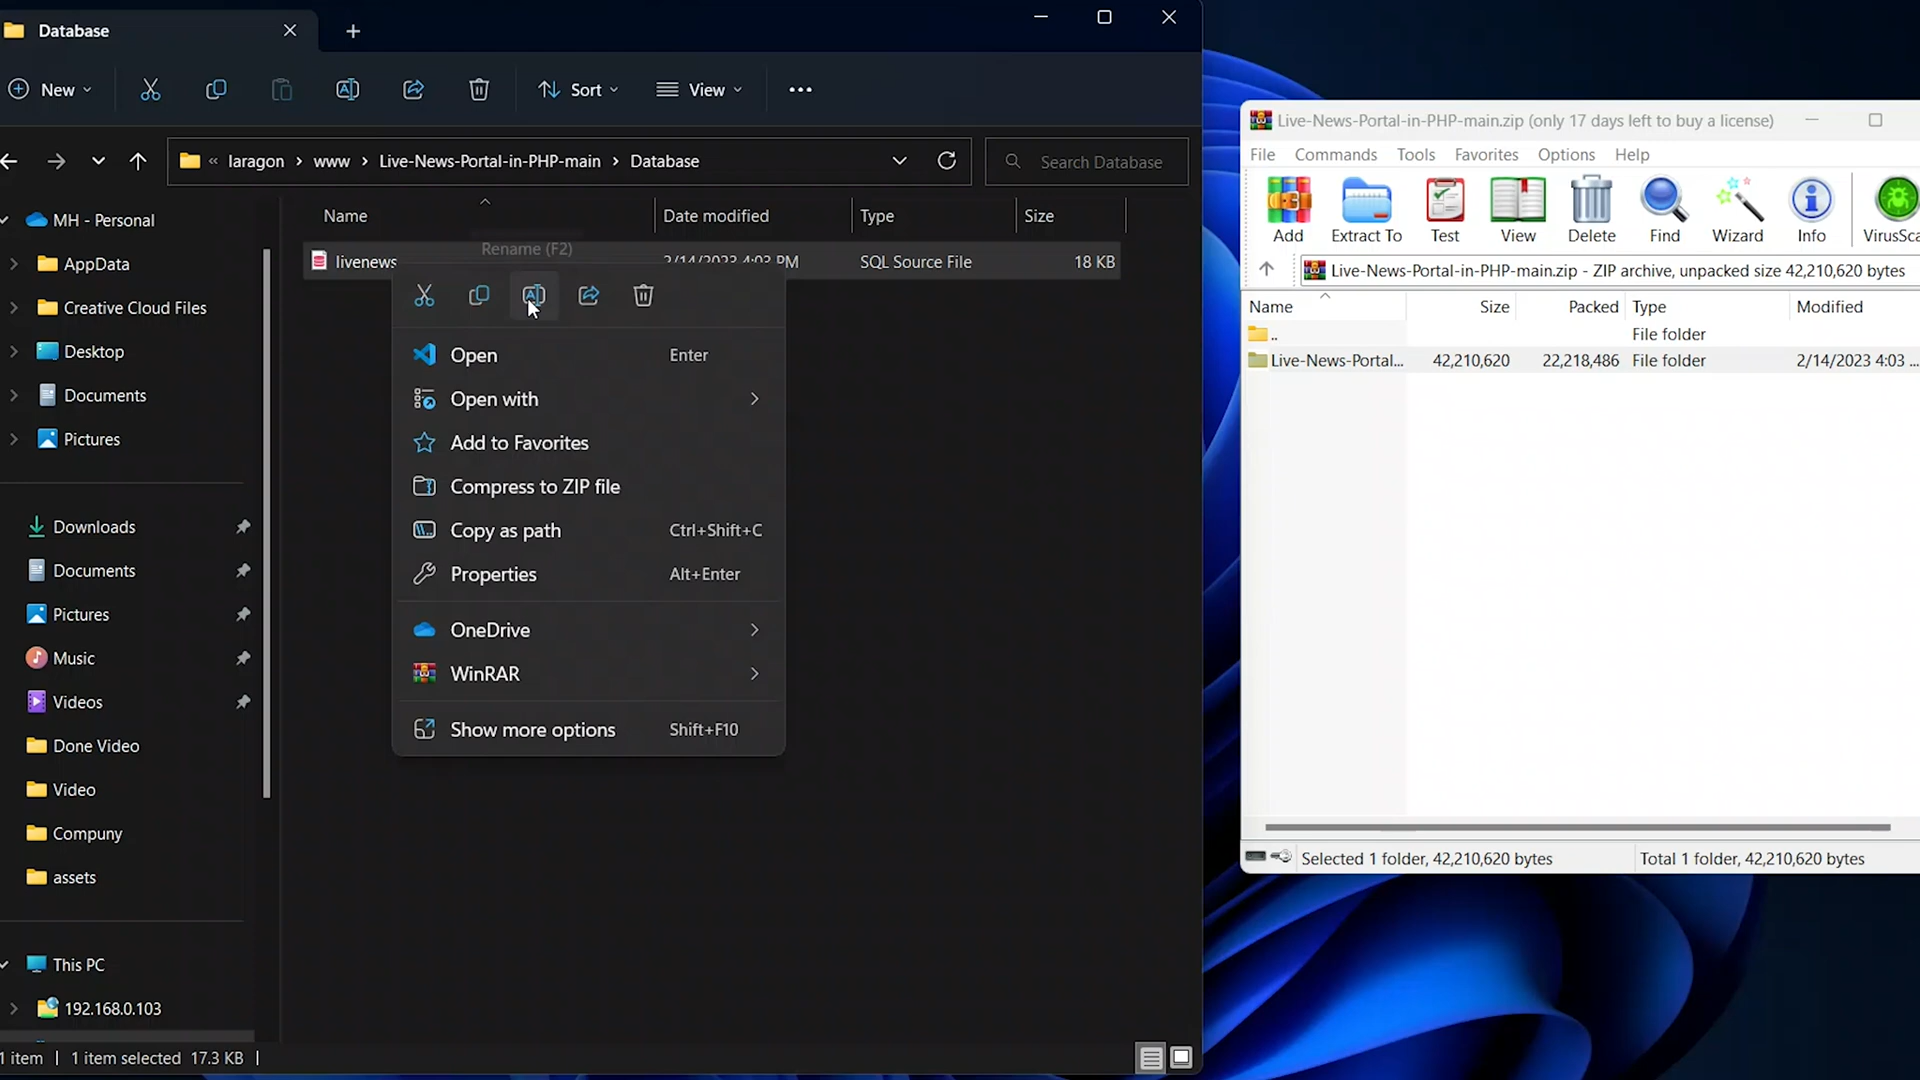 Database
New
Sort
View
laragon
www
Live-News-Portal-in-PHP-main
Database
Search Database
MH - Personal
AppData
Creative Cloud Files
Desktop
Documents
Pictures
Downloads
Documents
Pictures
Music
Videos
Done Video
Video
Compuny
assets
This PC
192.168.0.103
Name
Date modified
Type
Size
livenews
2/14/2023 4:03 PM
SQL Source File
18 KB
Rename (F2)
Open
Enter
Open with
Add to Favorites
Compress to ZIP file
Copy as path
Ctrl+Shift+C
Properties
Alt+Enter
OneDrive
WinRAR
Show more options
Shift+F10
1 item
1 item selected 17.3 KB
Live-News-Portal-in-PHP-main.zip (only 17 days left to buy a license)
File Commands Tools Favorites Options Help
Add
Extract To
Test
View
Delete
Find
Wizard
Info
VirusSca
Live-News-Portal-in-PHP-main.zip - ZIP archive, unpacked size 42,210,620 bytes
Name
Size
Packed
Type
Modified
..
File folder
Live-News-Portal...
42,210,620
22,218,486
File folder
2/14/2023 4:03 ...
Selected 1 folder, 42,210,620 bytes
Total 1 folder, 42,210,620 bytes